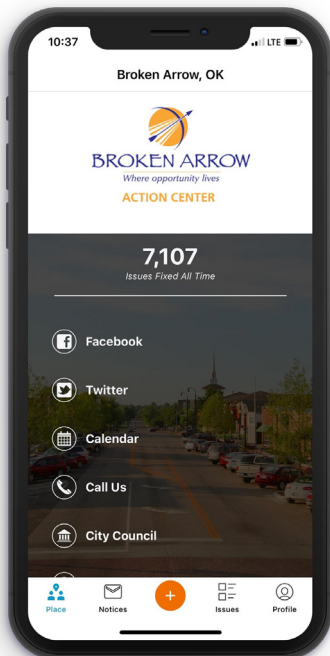 10:37
LTE
Broken Arrow, OK
BROKEN ARROW
Where opportunity lives
ACTION CENTER
7,107
Issues Fixed All Time
Facebook
Twitter
Calendar
Call Us
City Council
Place
Notices
Issues
Profile